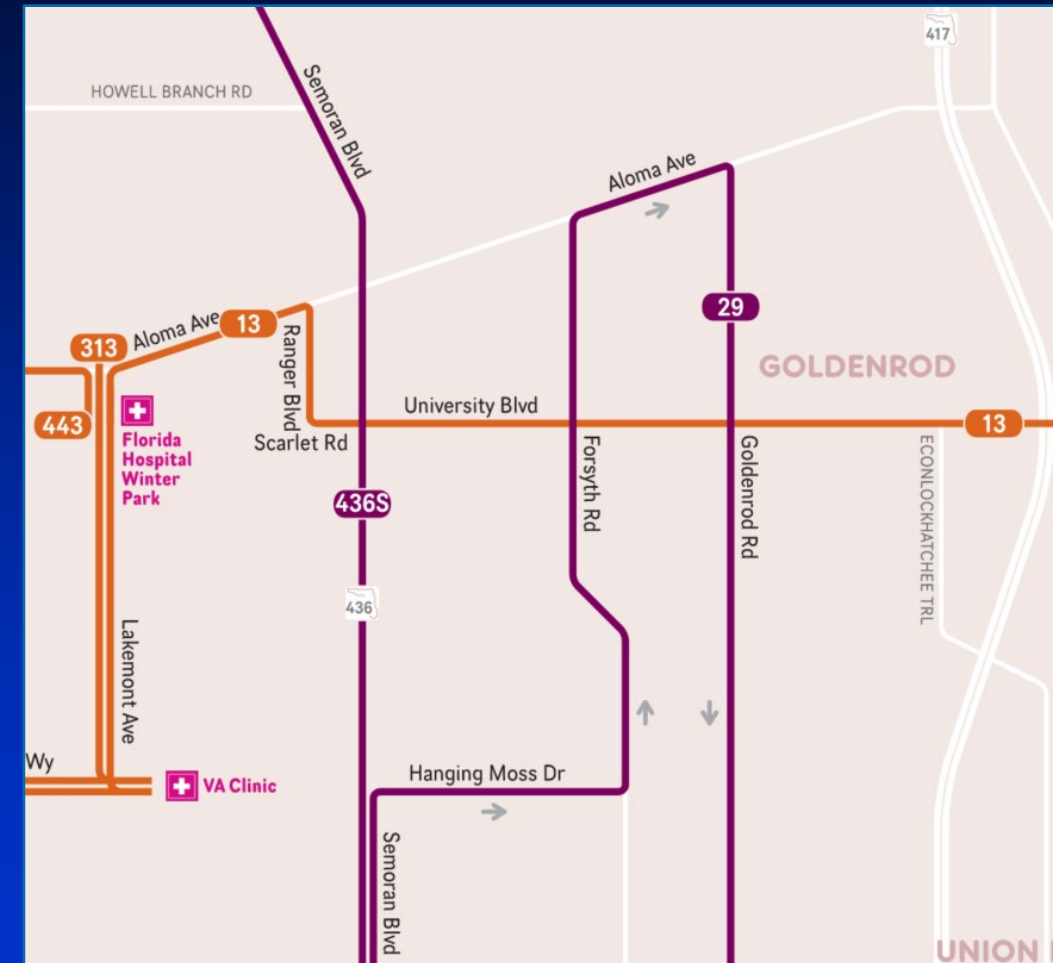 417
HOWELL BRANCH RD
Semoran Blvd
Aloma Ave
29
Aloma Ave
13
313
Ranger Blvd
GOLDENROD
443
University Blvd
13
Florida
Hospital
Winter
Park
Scarlet Rd
Forsyth Rd
Goldenrod Rd
ECONLOCKHATCHEE TRL
436S
436
Lakemont Ave
Wy
VA Clinic
Hanging Moss Dr
Semoran Blvd
UNION